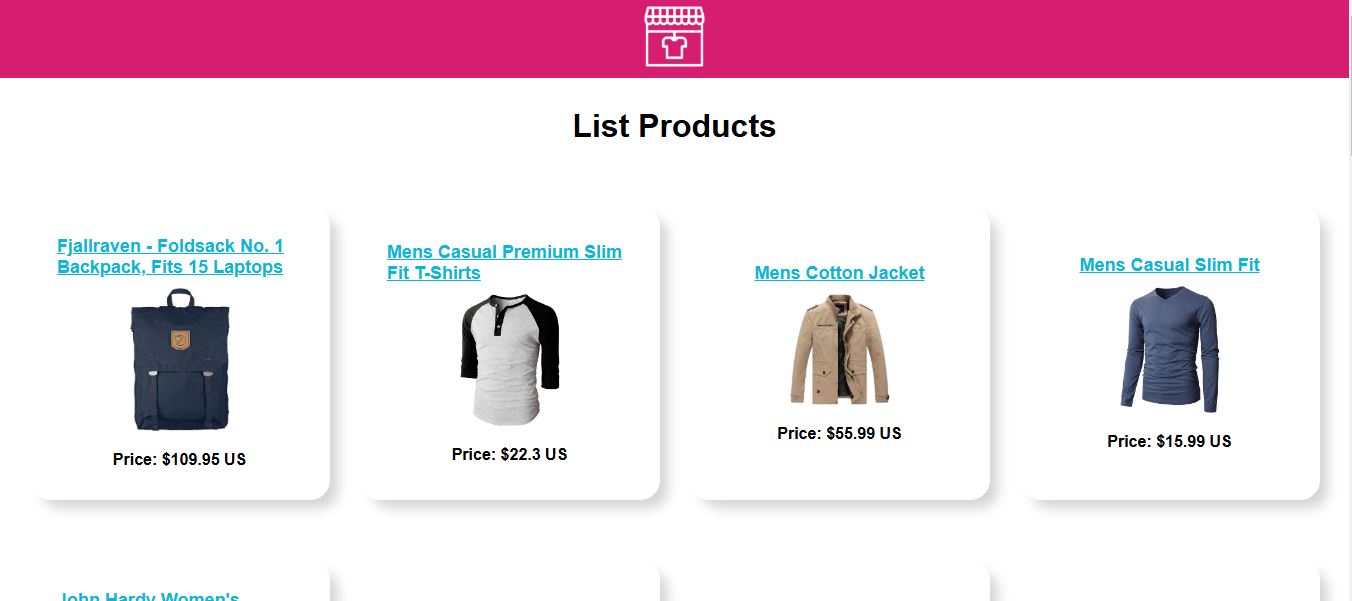 List Products
Fjallraven - Foldsack No. 1
Backpack, Fits 15 Laptops
Price: $109.95 US
Mens Casual Premium Slim
Fit T-Shirts
Price: $22.3 US
Mens Cotton Jacket
Price: $55.99 US
Mens Casual Slim Fit
Price: $15.99 US
John Hardy Women's